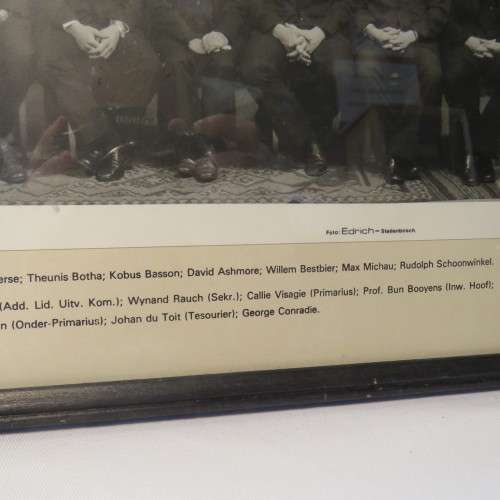 Foto: Edrich – Stellenbosch.
erse; Theunis Botha; Kobus Basson; David Ashmore; Willem Bestbier; Max Michau; Rudolph Schoonwinkel.
(Add. Lid. Uitv. Kom.); Wynand Rauch (Sekr.); Callie Visagie (Primarius); Prof. Bun Booyens (Inw. Hoof);
n (Onder-Primarius); Johan du Toit (Tesourier); George Conradie.